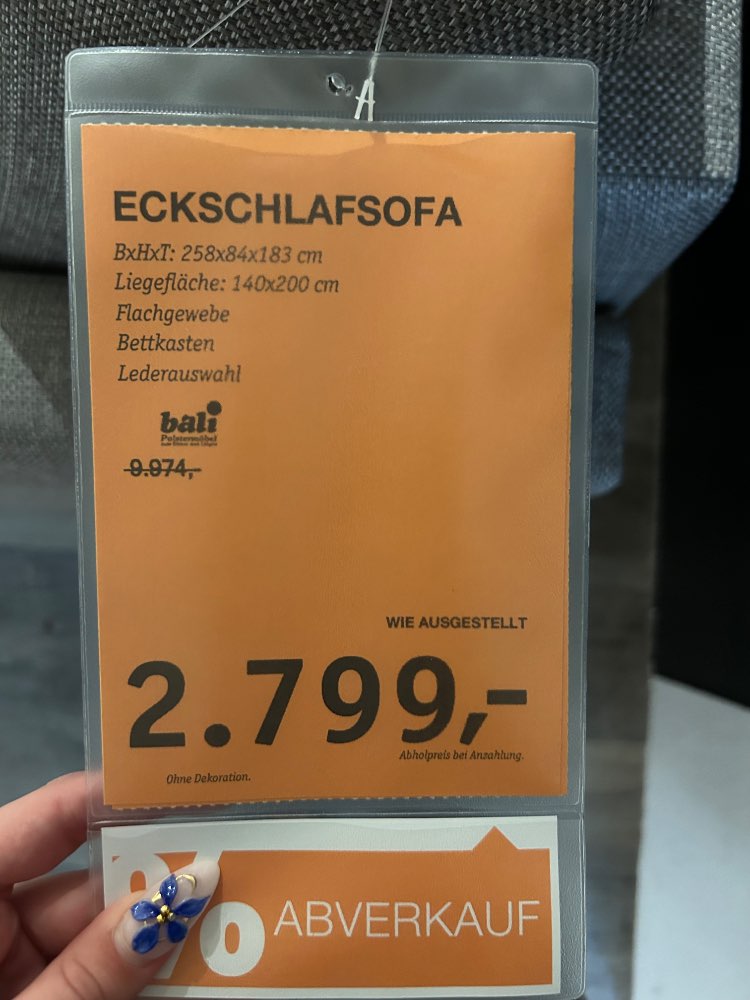 ECKSCHLAFSOFA
BxHxT: 258x84x183 cm
Liegefläche: 140x200 cm
Flachgewebe
Bettkasten
Lederauswahl
bali
Polstermöbel
9.974,-
WIE AUSGESTELLT
2.799,-
Abholpreis bei Anzahlung.
Ohne Dekoration.
% ABVERKAUF